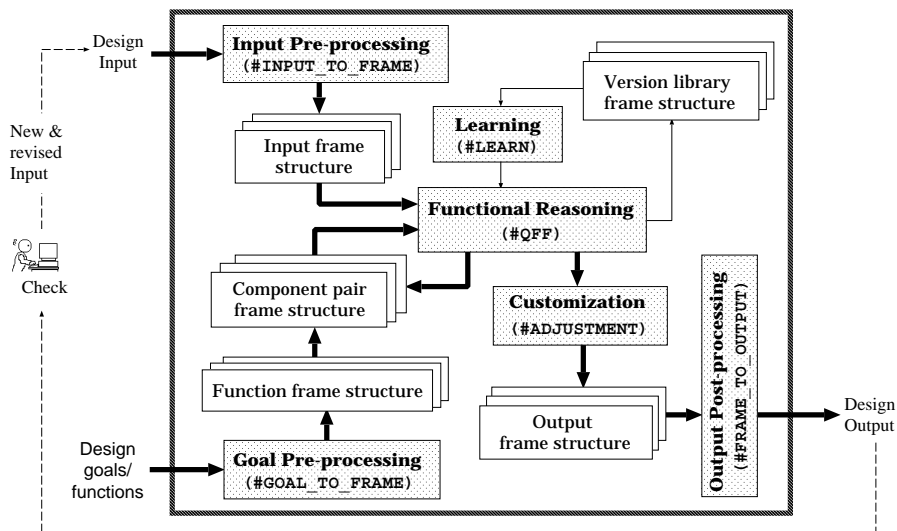 Design
Input
Input Pre-processing
(#INPUT_TO_FRAME)
Version library
frame structure
New &
revised
Input
Input frame
structure
Learning
(#LEARN)
Functional Reasoning
(#QFF)
Check
Component pair
frame structure
Customization
(#ADJUSTMENT)
Output Post-processing
(#FRAME_TO_OUTPUT)
Function frame structure
Output
frame structure
Design
Output
Design
goals/
functions
Goal Pre-processing
(#GOAL_TO_FRAME)